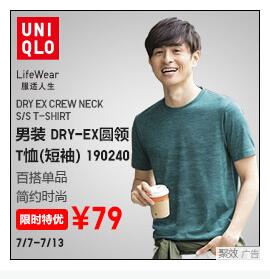 UNI
QLO
LifeWear
服适人生
DRY EX CREW NECK
S/S T-SHIRT
男装 DRY-EX圆领
T恤(短袖) 190240
百搭单品
简约时尚
限时特优 ¥79
7/7-7/13
聚效 广告